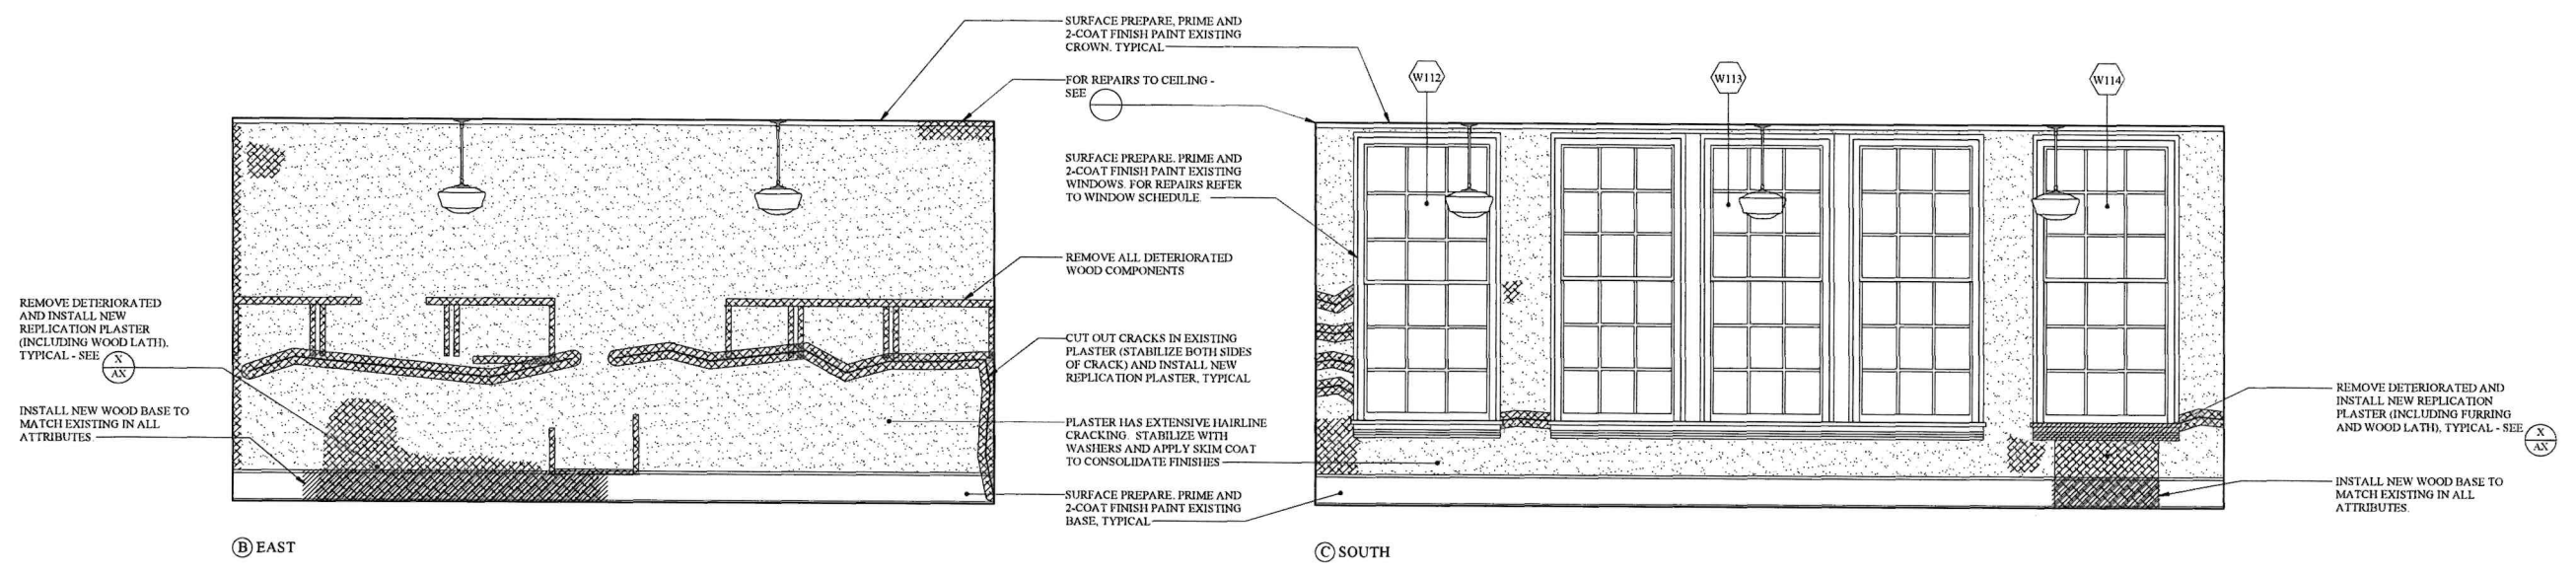 SURFACE PREPARE, PRIME AND
2-COAT FINISH PAINT EXISTING
CROWN. TYPICAL
FOR REPAIRS TO CEILING -
SEE
W112
W113
W114
SURFACE PREPARE. PRIME AND
2-COAT FINISH PAINT EXISTING
WINDOWS. FOR REPAIRS REFER
TO WINDOW SCHEDULE.
REMOVE ALL DETERIORATED
WOOD COMPONENTS
REMOVE DETERIORATED
AND INSTALL NEW
REPLICATION PLASTER
(INCLUDING WOOD LATH).
TYPICAL - SEE
X
AX
CUT OUT CRACKS IN EXISTING
PLASTER (STABILIZE BOTH SIDES
OF CRACK) AND INSTALL NEW
REPLICATION PLASTER, TYPICAL
INSTALL NEW WOOD BASE TO
MATCH EXISTING IN ALL
ATTRIBUTES.
PLASTER HAS EXTENSIVE HAIRLINE
CRACKING. STABILIZE WITH
WASHERS AND APPLY SKIM COAT
TO CONSOLIDATE FINISHES
REMOVE DETERIORATED AND
INSTALL NEW REPLICATION
PLASTER (INCLUDING FURRING
AND WOOD LATH), TYPICAL - SEE
X
AX
SURFACE PREPARE. PRIME AND
2-COAT FINISH PAINT EXISTING
BASE, TYPICAL
INSTALL NEW WOOD BASE TO
MATCH EXISTING IN ALL
ATTRIBUTES.
B EAST
C SOUTH